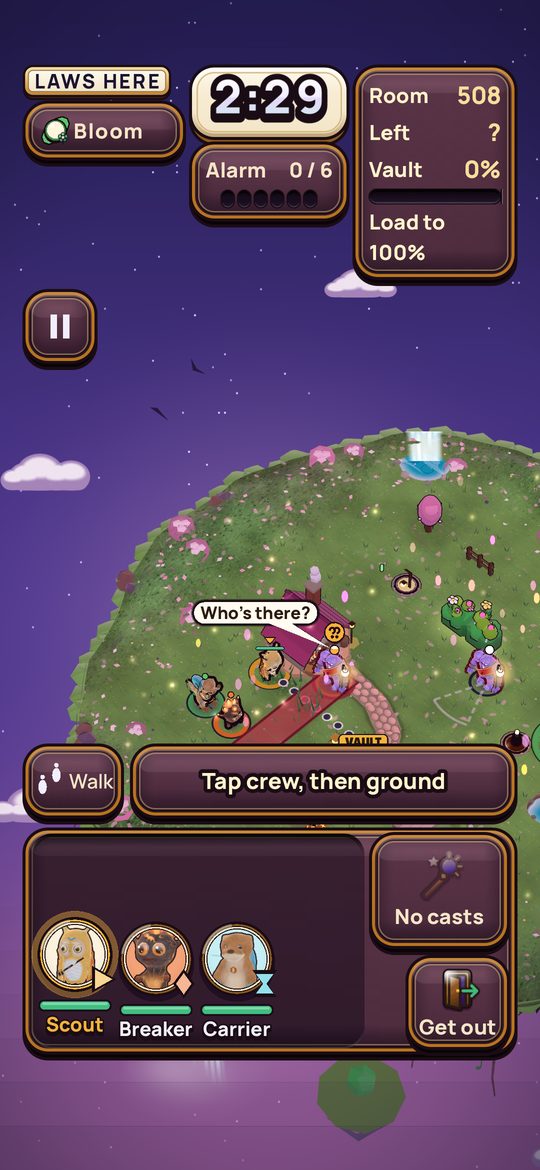 LAWS HERE
Bloom
2:29
Alarm 0 / 6
Room 508
Left ?
Vault 0%
Load to
100%
Who's there?
??
VAULT
Walk
Tap crew, then ground
No casts
Scout
Breaker
Carrier
Get out